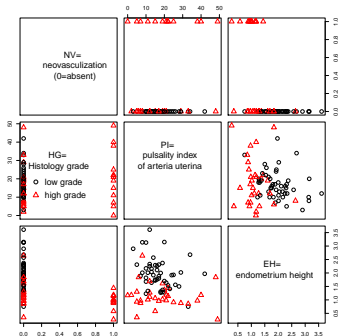 0 10 20 30 40 50
NV=
neovasculization
(0=absent)
0.0 0.2 0.4 0.6 0.8 1.0
0 10 20 30 40 50
HG=
Histology grade
low grade
high grade
PI=
pulsality index
of arteria uterina
EH=
endometrium height
0.5 1.0 1.5 2.0 2.5 3.0 3.5
0.0 0.2 0.4 0.6 0.8 1.0
0.5 1.0 1.5 2.0 2.5 3.0 3.5